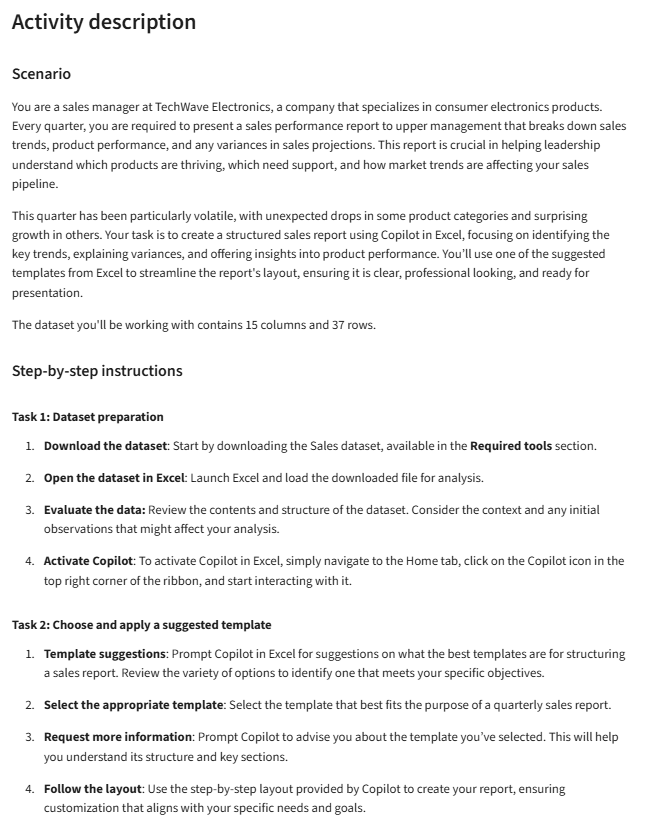 Activity description
Scenario
You are a sales manager at TechWave Electronics, a company that specializes in consumer electronics products.
Every quarter, you are required to present a sales performance report to upper management that breaks down sales
trends, product performance, and any variances in sales projections. This report is crucial in helping leadership
understand which products are thriving, which need support, and how market trends are affecting your sales
pipeline.
This quarter has been particularly volatile, with unexpected drops in some product categories and surprising
growth in others. Your task is to create a structured sales report using Copilot in Excel, focusing on identifying the
key trends, explaining variances, and offering insights into product performance. You'll use one of the suggested
templates from Excel to streamline the report's layout, ensuring it is clear, professional looking, and ready for
presentation.
The dataset you'll be working with contains 15 columns and 37 rows.
Step-by-step instructions
Task 1: Dataset preparation
1. Download the dataset: Start by downloading the Sales dataset, available in the Required tools section.
2. Open the dataset in Excel: Launch Excel and load the downloaded file for analysis.
3. Evaluate the data: Review the contents and structure of the dataset. Consider the context and any initial
observations that might affect your analysis.
4. Activate Copilot: To activate Copilot in Excel, simply navigate to the Home tab, click on the Copilot icon in the
top right corner of the ribbon, and start interacting with it.
Task 2: Choose and apply a suggested template
1. Template suggestions: Prompt Copilot in Excel for suggestions on what the best templates are for structuring
a sales report. Review the variety of options to identify one that meets your specific objectives.
2. Select the appropriate template: Select the template that best fits the purpose of a quarterly sales report.
3. Request more information: Prompt Copilot to advise you about the template you've selected. This will help
you understand its structure and key sections.
4. Follow the layout: Use the step-by-step layout provided by Copilot to create your report, ensuring
customization that aligns with your specific needs and goals.